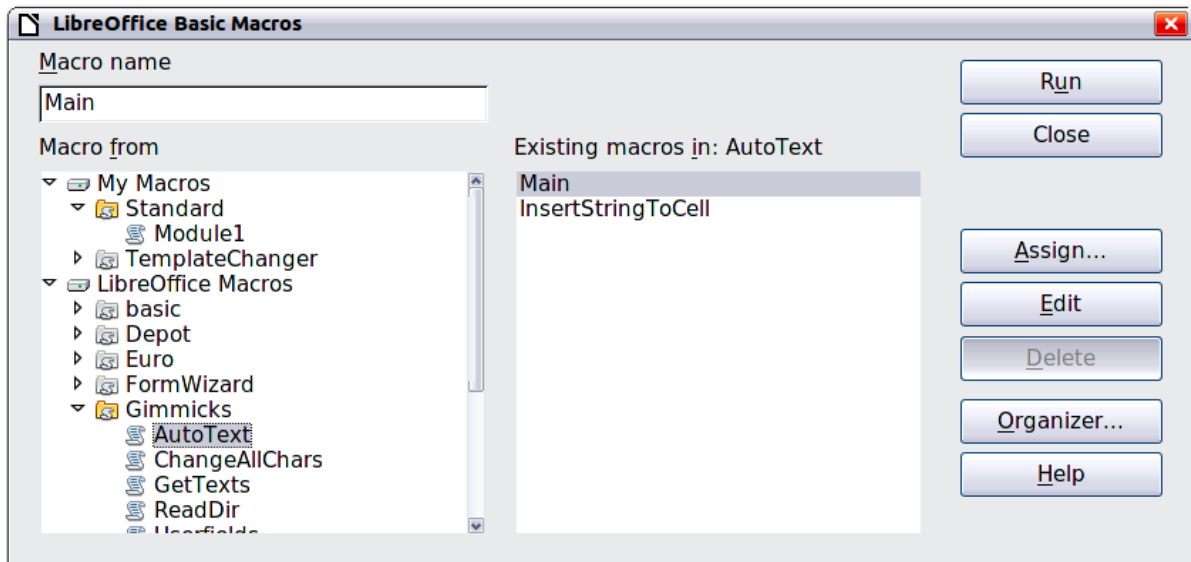 LibreOffice Basic Macros
Macro name
Main
Macro from
My Macros
Standard
Module1
TemplateChanger
LibreOffice Macros
basic
Depot
Euro
FormWizard
Gimmicks
AutoText
ChangeAllChars
GetTexts
ReadDir
Userfields
Existing macros in: AutoText
Main
InsertStringToCell
Run
Close
Assign...
Edit
Delete
Organizer...
Help